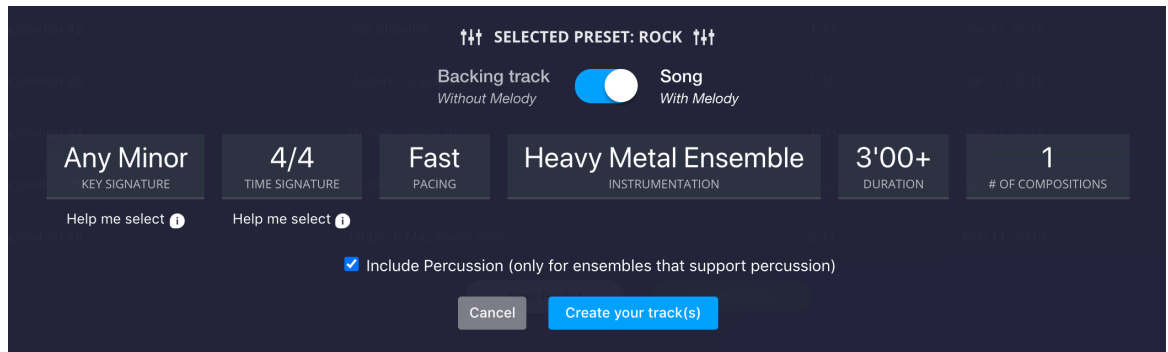 SELECTED PRESET: ROCK
Backing track
Without Melody
Song
With Melody
Any Minor
KEY SIGNATURE
4/4
TIME SIGNATURE
Fast
PACING
Heavy Metal Ensemble
INSTRUMENTATION
3'00+
DURATION
1
# OF COMPOSITIONS
Help me select
Help me select
Include Percussion (only for ensembles that support percussion)
Cancel
Create your track(s)